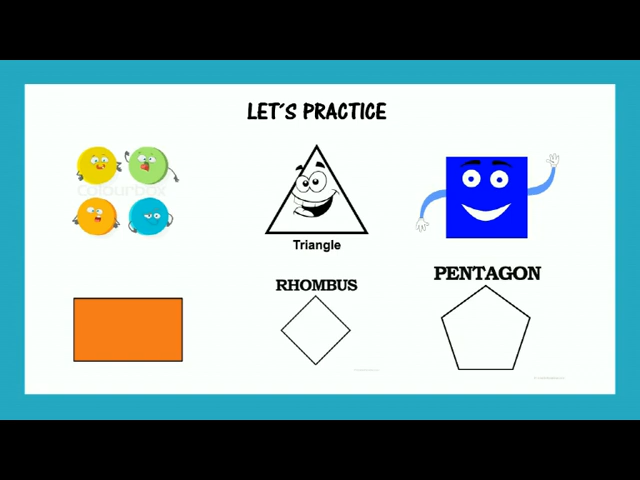 LET'S PRACTICE
Colourbox
Triangle
RHOMBUS
PENTAGON